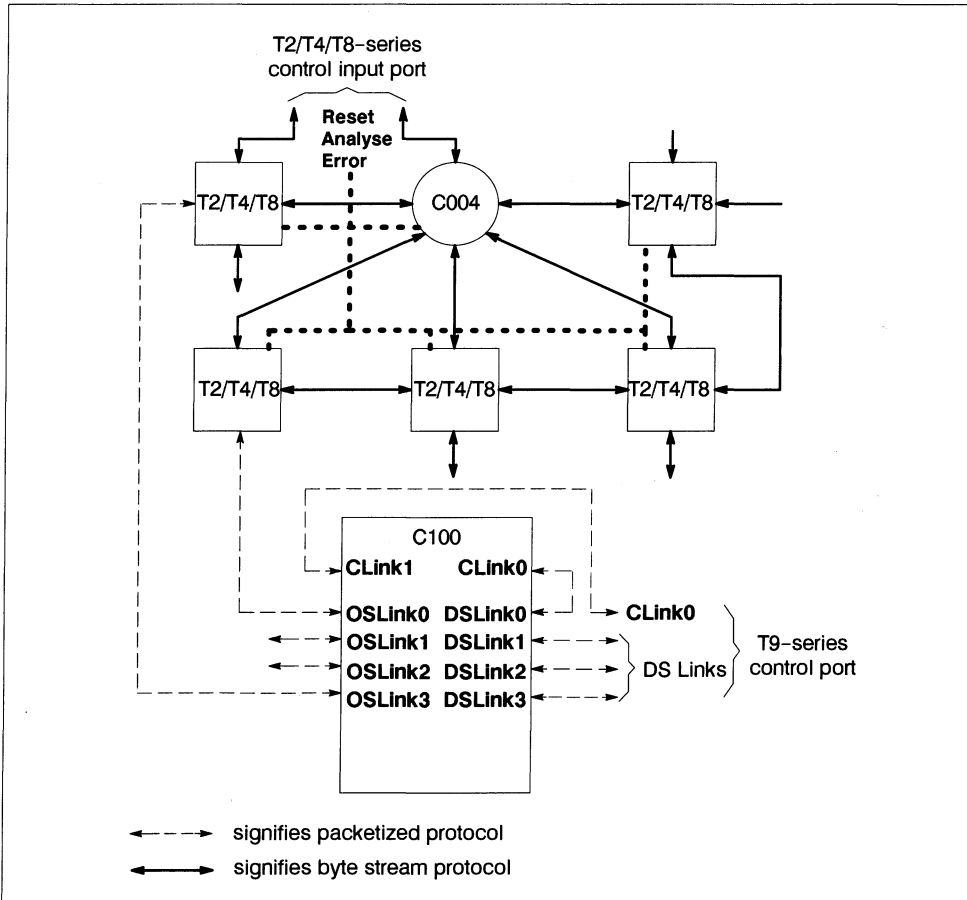 T2/T4/T8-series
control input port
Reset
Analyse
Error
T2/T4/T8
C004
T2/T4/T8
T2/T4/T8
T2/T4/T8
T2/T4/T8
C100
CLink1 CLink0
OSLink0 DSLink0
CLink0
OSLink1 DSLink1
OSLink2 DSLink2
OSLink3 DSLink3
DS Links
T9-series
control port
signifies packetized protocol
signifies byte stream protocol